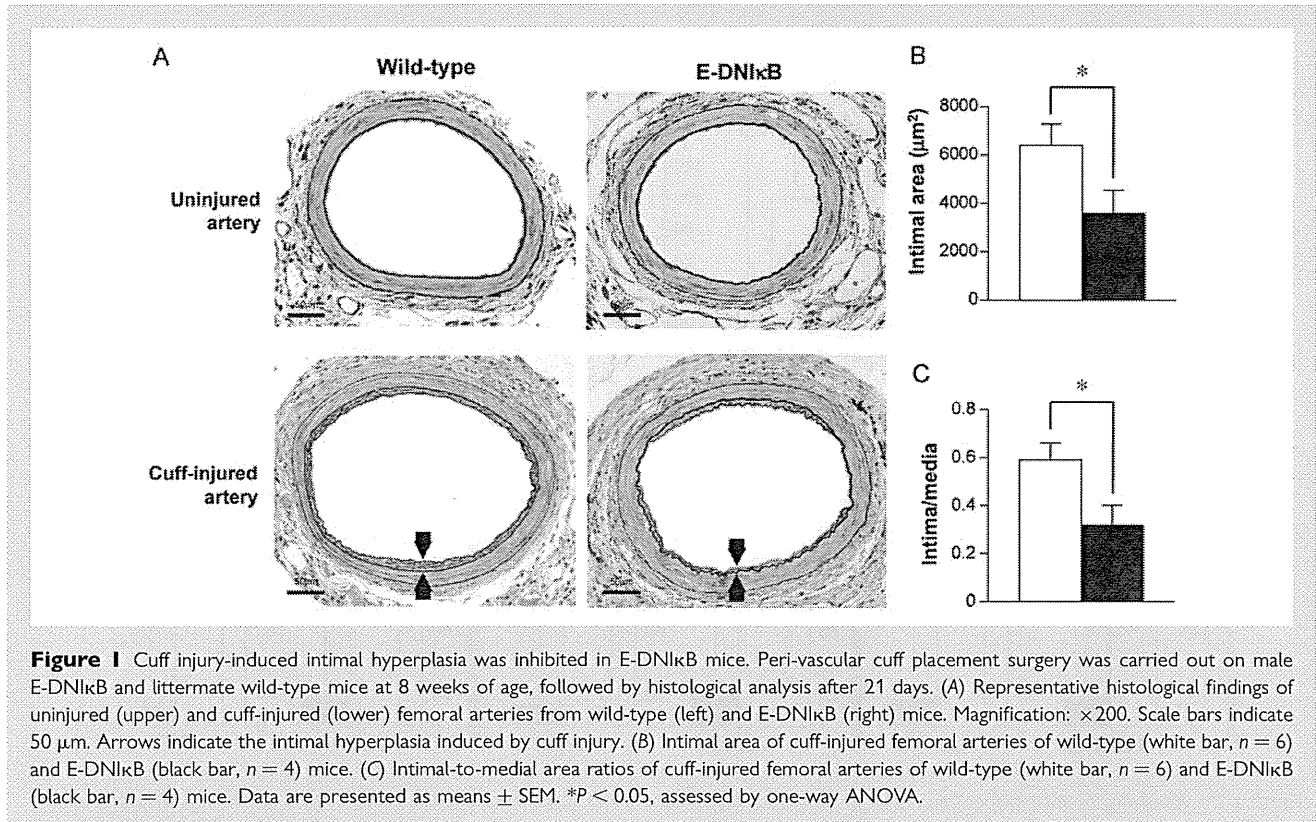 A
Wild-type
E-DNIκB
Uninjured
artery
Cuff-injured
artery
50μm
50μm
B
*
Intimal area (μm²)
8000
6000
4000
2000
0
C
*
Intima/media
0.8
0.6
0.4
0.2
0
Figure 1 Cuff injury-induced intimal hyperplasia was inhibited in E-DNIκB mice. Peri-vascular cuff placement surgery was carried out on male
E-DNIκB and littermate wild-type mice at 8 weeks of age, followed by histological analysis after 21 days. (A) Representative histological findings of
uninjured (upper) and cuff-injured (lower) femoral arteries from wild-type (left) and E-DNIκB (right) mice. Magnification: ×200. Scale bars indicate
50 μm. Arrows indicate the intimal hyperplasia induced by cuff injury. (B) Intimal area of cuff-injured femoral arteries of wild-type (white bar, n = 6)
and E-DNIκB (black bar, n = 4) mice. (C) Intimal-to-medial area ratios of cuff-injured femoral arteries of wild-type (white bar, n = 6) and E-DNIκB
(black bar, n = 4) mice. Data are presented as means ± SEM. *P < 0.05, assessed by one-way ANOVA.